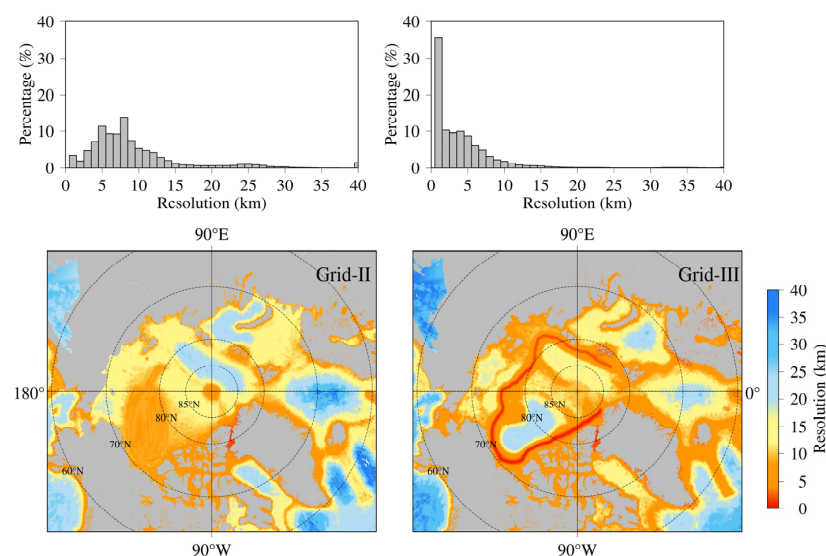 40
30
20
10
0
Percentage (%)
0 5 10 15 20 25 30 35 40
Rcsolution (km)
40
30
20
10
0
Percentage (%)
0 5 10 15 20 25 30 35 40
Rcsolution (km)
90°E
90°E
Grid-II
Grid-III
180°
85°N
80°N
70°N
60°N
85°N
80°N
70°N
60°N
0°
90°W
90°W
40
35
30
25
20
15
10
5
0
Resolution (km)